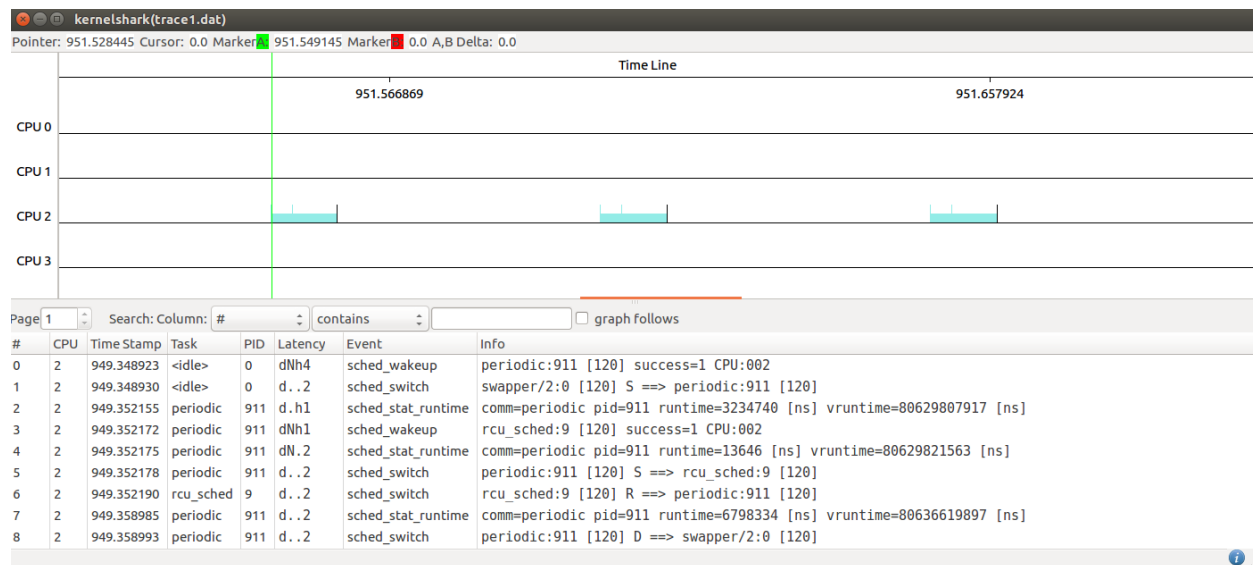 kernelshark(trace1.dat)
Pointer: 951.528445 Cursor: 0.0 MarkerA: 951.549145 Marker 0.0 A,B Delta: 0.0
Time Line
951.566869 951.657924
CPU 0
CPU 1
CPU 2
CPU 3
Page 1 Search: Column: # contains graph follows
# CPU Time Stamp Task PID Latency Event Info
0 2 949.348923 <idle> 0 dNh4 sched_wakeup periodic:911 [120] success=1 CPU:002
1 2 949.348930 <idle> 0 d..2 sched_switch swapper/2:0 [120] S ==> periodic:911 [120]
2 2 949.352155 periodic 911 d.h1 sched_stat_runtime comm=periodic pid=911 runtime=3234740 [ns] vruntime=80629807917 [ns]
3 2 949.352172 periodic 911 dNh1 sched_wakeup rcu_sched:9 [120] success=1 CPU:002
4 2 949.352175 periodic 911 dN.2 sched_stat_runtime comm=periodic pid=911 runtime=13646 [ns] vruntime=80629821563 [ns]
5 2 949.352178 periodic 911 d..2 sched_switch periodic:911 [120] S ==> rcu_sched:9 [120]
6 2 949.352190 rcu_sched 9 d..2 sched_switch rcu_sched:9 [120] R ==> periodic:911 [120]
7 2 949.358985 periodic 911 d..2 sched_stat_runtime comm=periodic pid=911 runtime=6798334 [ns] vruntime=80636619897 [ns]
8 2 949.358993 periodic 911 d..2 sched_switch periodic:911 [120] D ==> swapper/2:0 [120]